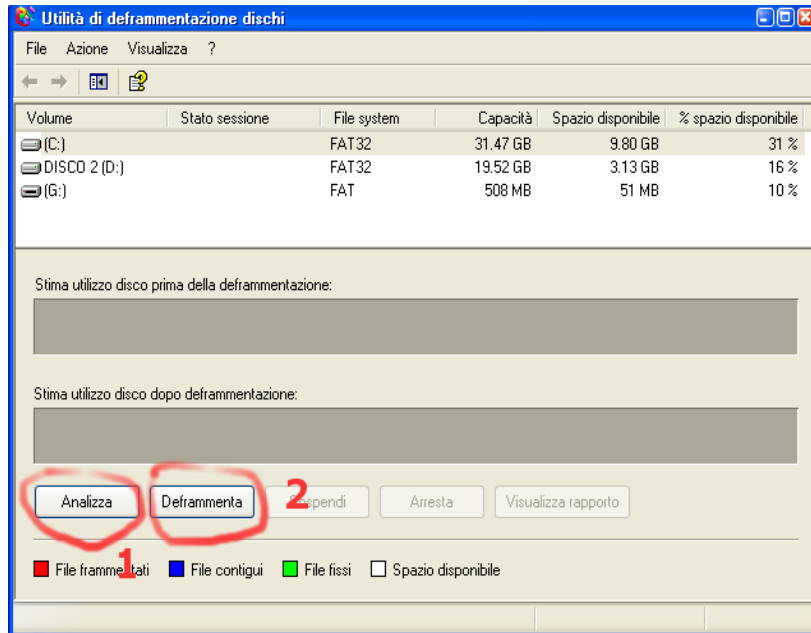 Utilità di deframmentazione dischi
File Azione Visualizza ?
Volume Stato sessione File system Capacità Spazio disponibile % spazio disponibile
(C:) FAT32 31.47 GB 9.80 GB 31 %
DISCO 2 (D:) FAT32 19.52 GB 3.13 GB 16 %
(G:) FAT 508 MB 51 MB 10 %
Stima utilizzo disco prima della deframmentazione:
Stima utilizzo disco dopo deframmentazione:
Analizza Deframmenta 2 Sospendi Arresta Visualizza rapporto
1
File frammentati File contigui File fissi Spazio disponibile